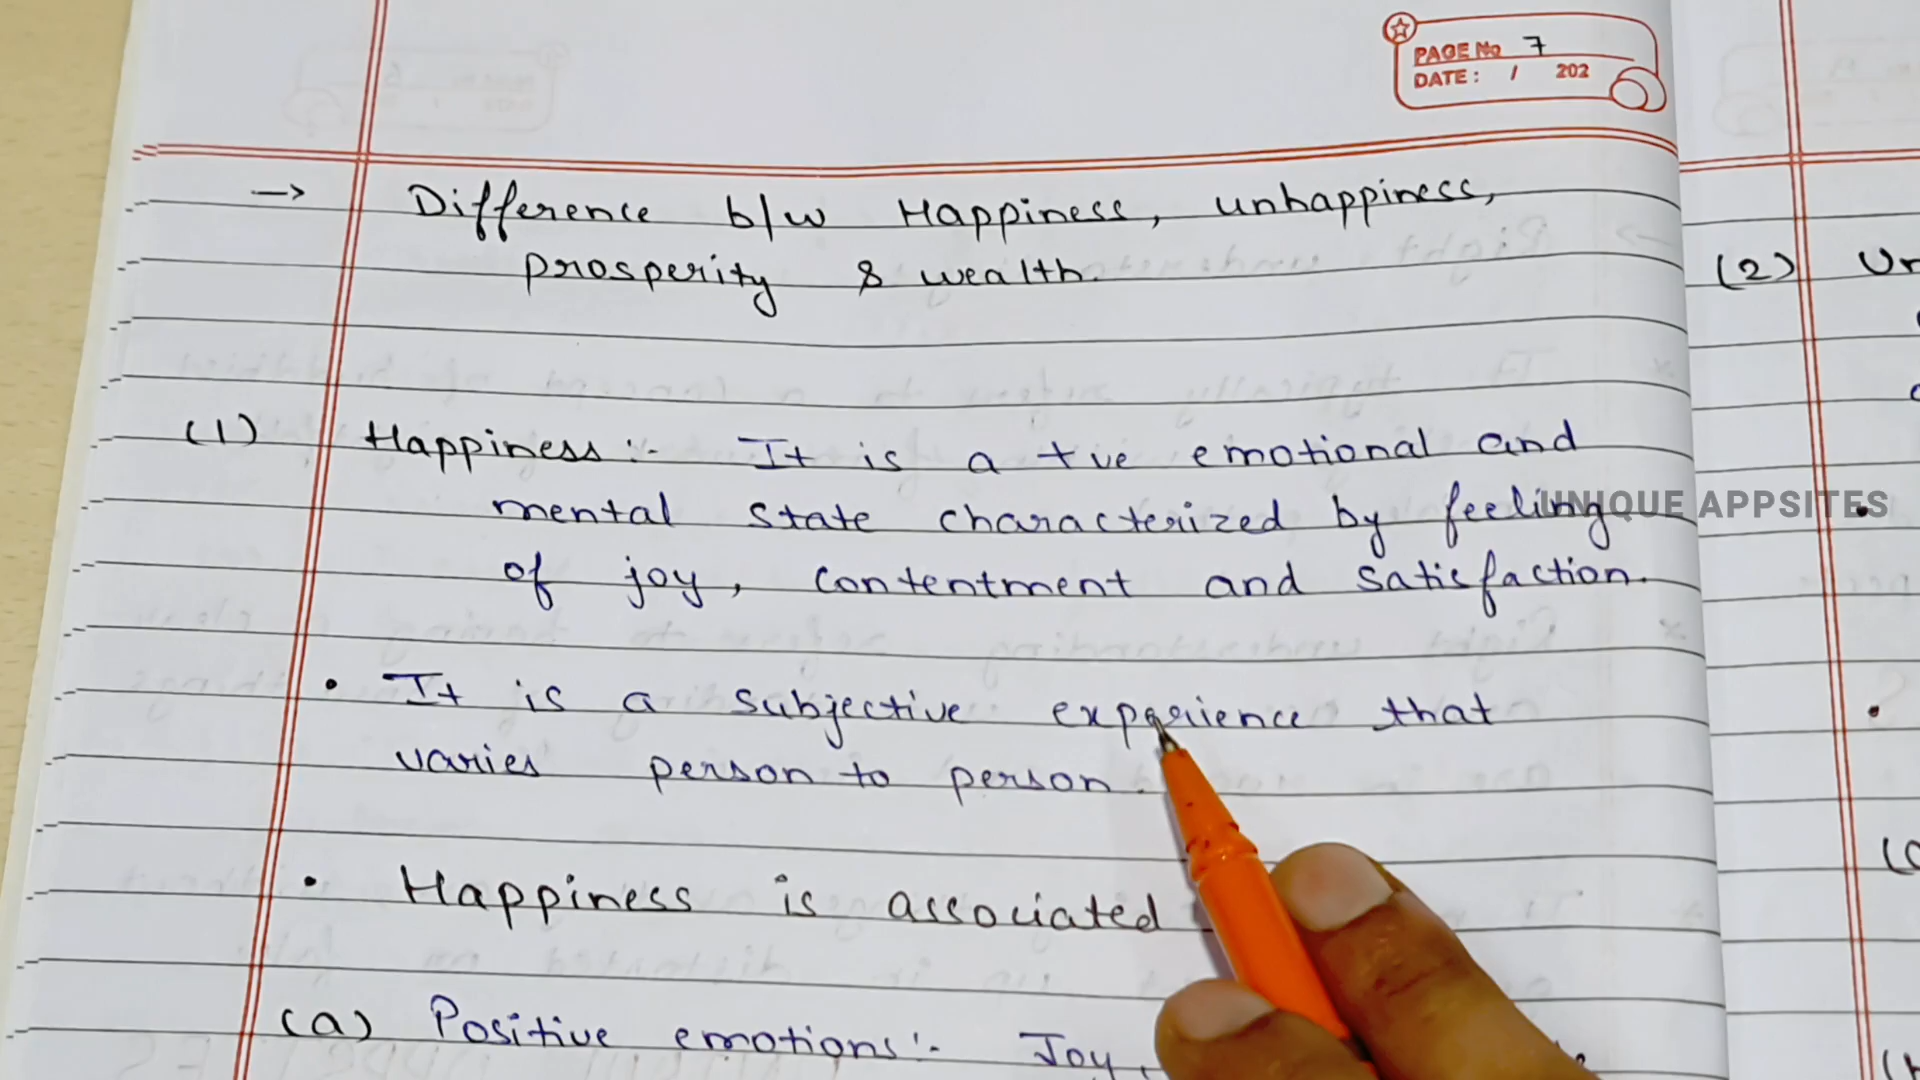 PAGE No 7
DATE : / 202
→ Difference b/w Happiness, unhappiness,
prosperity & wealth.
(1) Happiness :- It is a +ve emotional and
mental state characterized by feeling
of joy, contentment and satisfaction.
• It is a subjective experience that
varies person to person.
• Happiness is associated
(a) Positive emotions :- Joy,
(2)
UNIQUE APPSITES